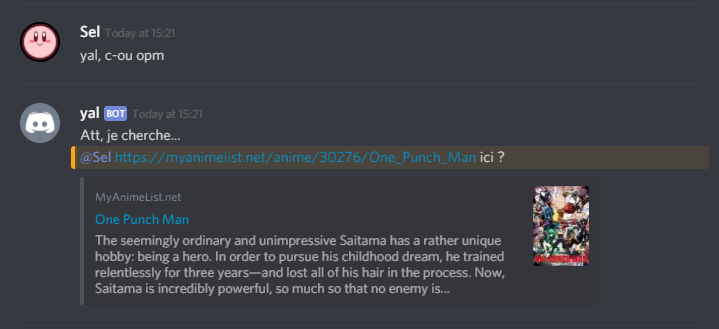 Sel Today at 15:21
yal, c-ou opm
yal BOT Today at 15:21
Att, je cherche...
@Sel https://myanimelist.net/anime/30276/One_Punch_Man ici ?
MyAnimeList.net
One Punch Man
The seemingly ordinary and unimpressive Saitama has a rather unique
hobby: being a hero. In order to pursue his childhood dream, he trained
relentlessly for three years—and lost all of his hair in the process. Now,
Saitama is incredibly powerful, so much so that no enemy is...
ONE-PUNCH MAN